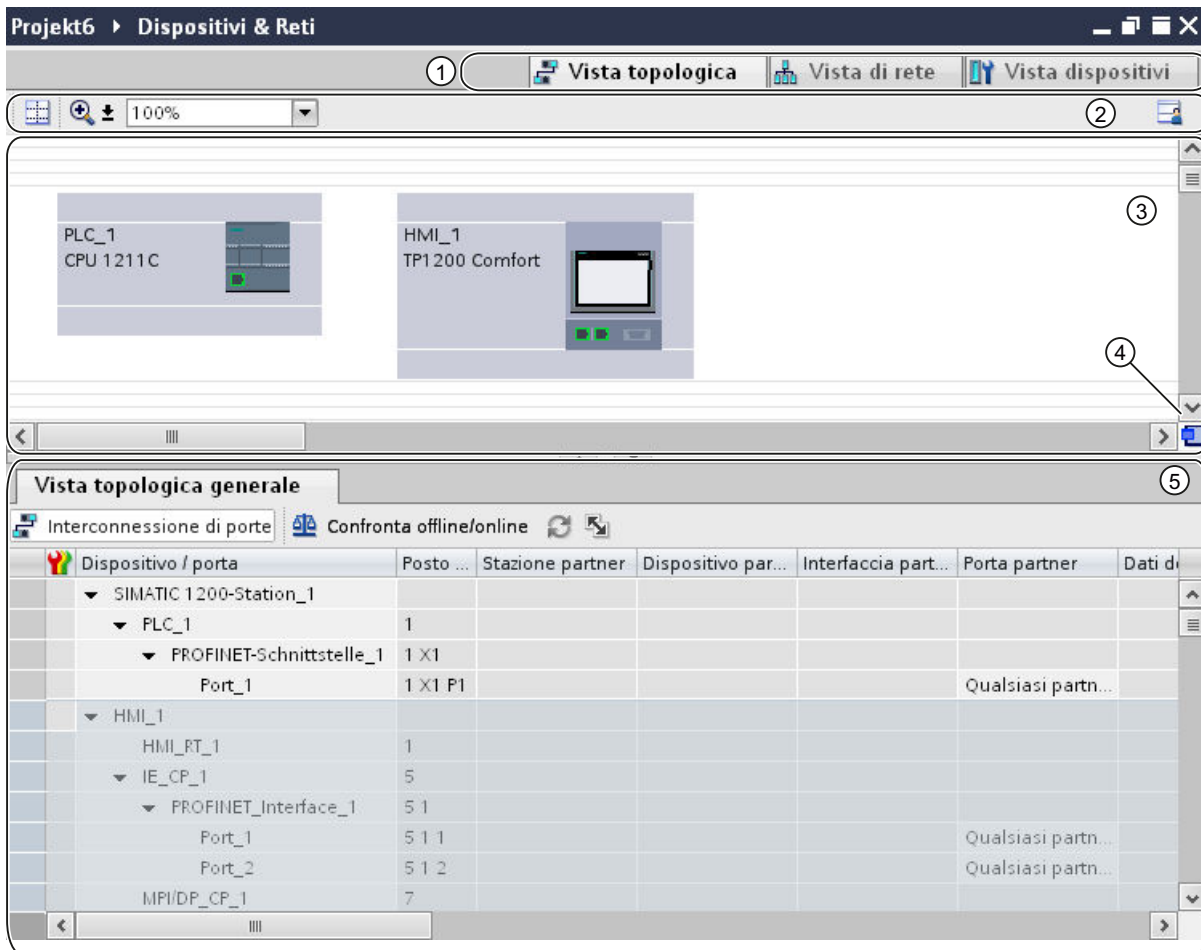 Projekt6 ▸ Dispositivi & Reti
① Vista topologica Vista di rete Vista dispositivi
100% ②
③
PLC_1
CPU 1211C
HMI_1
TP1200 Comfort
④
Vista topologica generale ⑤
Interconnessione di porte Confronta offline/online
Dispositivo / porta Posto ... Stazione partner Dispositivo par... Interfaccia part... Porta partner Dati d
SIMATIC 1200-Station_1
PLC_1 1
PROFINET-Schnittstelle_1 1 X1
Port_1 1 X1 P1 Qualsiasi partn...
HMI_1
HMI_RT_1 1
IE_CP_1 5
PROFINET_Interface_1 5 1
Port_1 5 1 1 Qualsiasi partn...
Port_2 5 1 2 Qualsiasi partn...
MPI/DP_CP_1 7